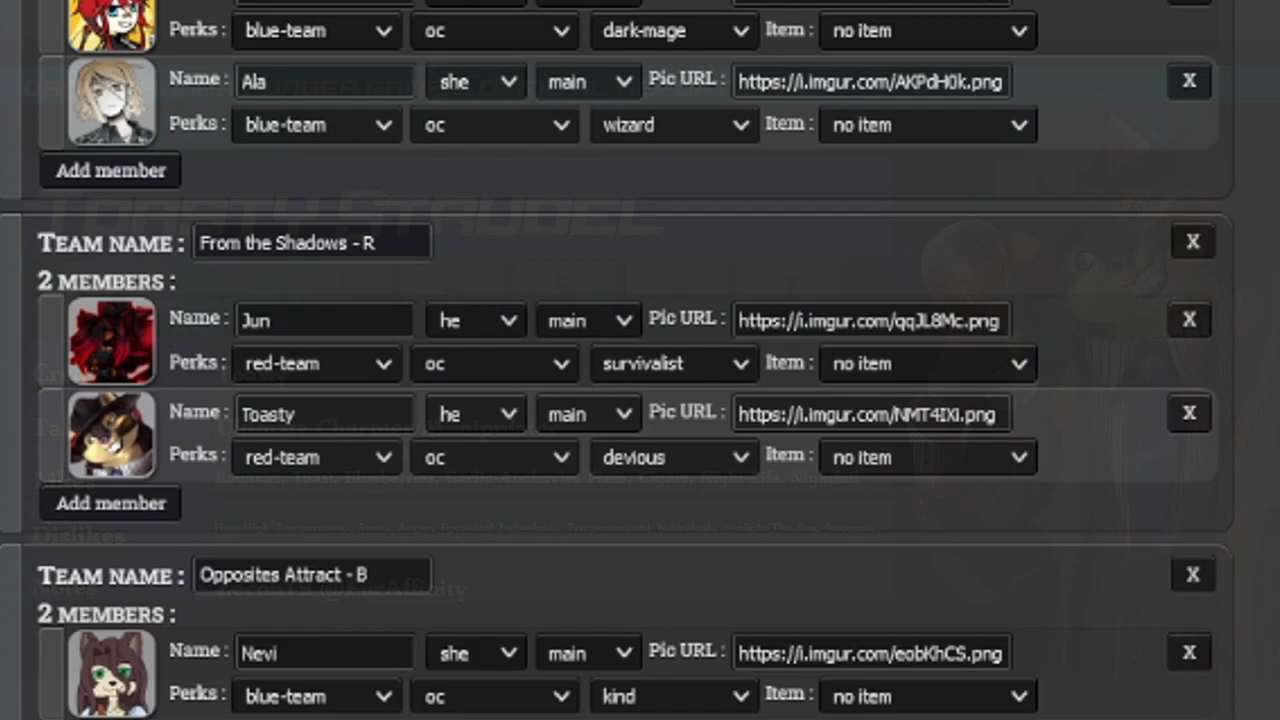 Perks : blue-team oc dark-mage Item : no item
Name : Ala she main Pic URL : https://i.imgur.com/AKPdH0k.png X
Perks : blue-team oc wizard Item : no item
Add member
Toasty Strudel
Team name : From the Shadows - R X
2 members :
Name : Jun he main Pic URL : https://i.imgur.com/qqJL8Mc.png X
Perks : red-team oc survivalist Item : no item
Name : Toasty he main Pic URL : https://i.imgur.com/NMT4IXI.png X
Perks : red-team oc devious Item : no item
Add member
Dislikes
Team name : Opposites Attract - B X
Notes
2 members :
Name : Nevi she main Pic URL : https://i.imgur.com/eobKhCS.png X
Perks : blue-team oc kind Item : no item